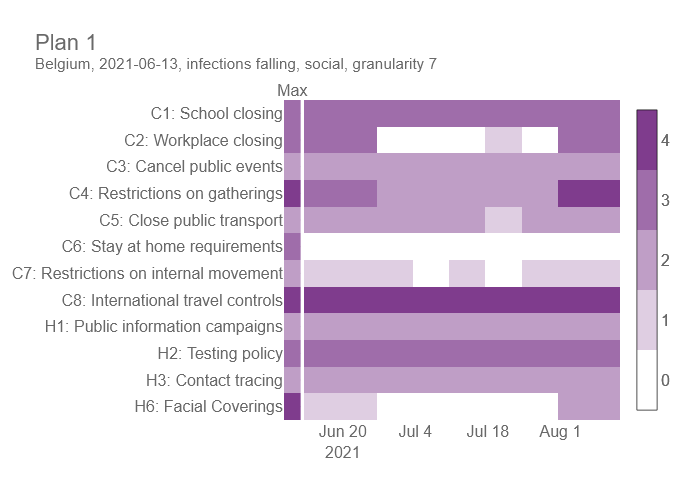 Plan 1
Belgium, 2021-06-13, infections falling, social, granularity 7
Max
C1: School closing
C2: Workplace closing
C3: Cancel public events
C4: Restrictions on gatherings
C5: Close public transport
C6: Stay at home requirements
C7: Restrictions on internal movement
C8: International travel controls
H1: Public information campaigns
H2: Testing policy
H3: Contact tracing
H6: Facial Coverings
4
3
2
1
0
Jun 20 Jul 4 Jul 18 Aug 1
2021